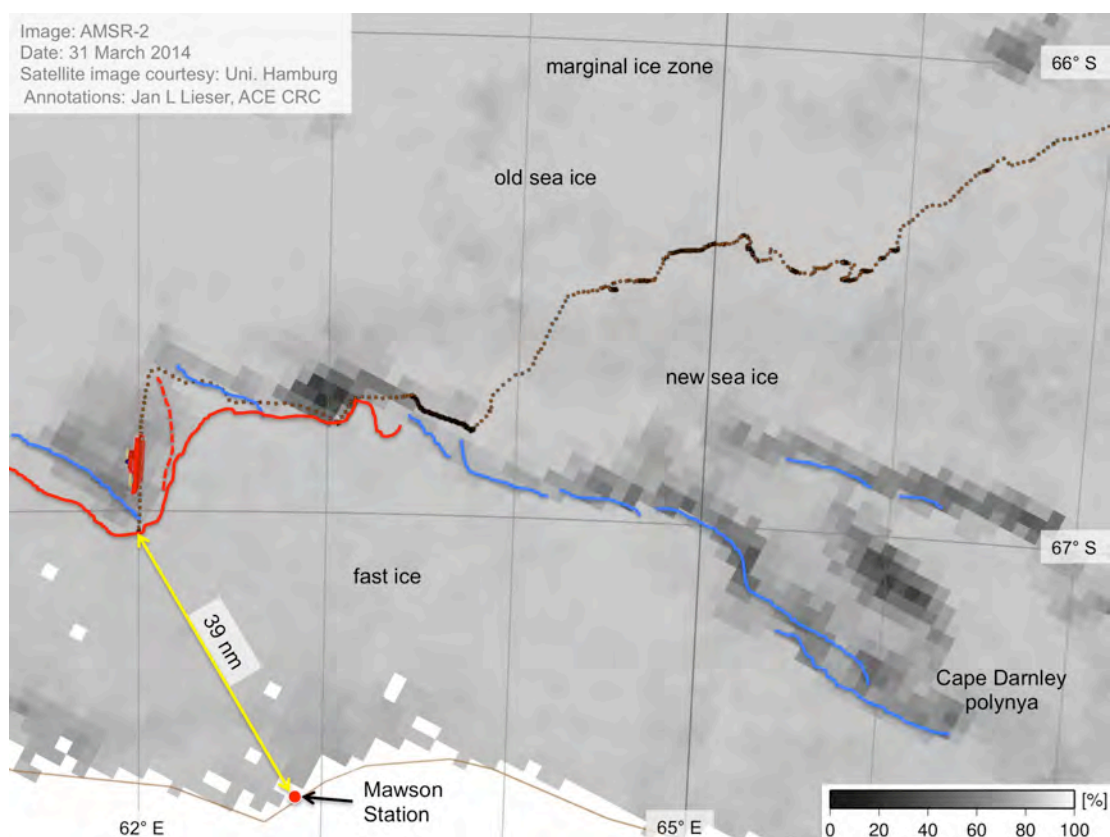 Image: AMSR-2
Date: 31 March 2014
Satellite image courtesy: Uni. Hamburg
Annotations: Jan L Lieser, ACE CRC
marginal ice zone
66° S
old sea ice
new sea ice
67° S
fast ice
39 nm
Cape Darnley
polynya
Mawson
Station
62° E
65° E
[%]
0 20 40 60 80 100